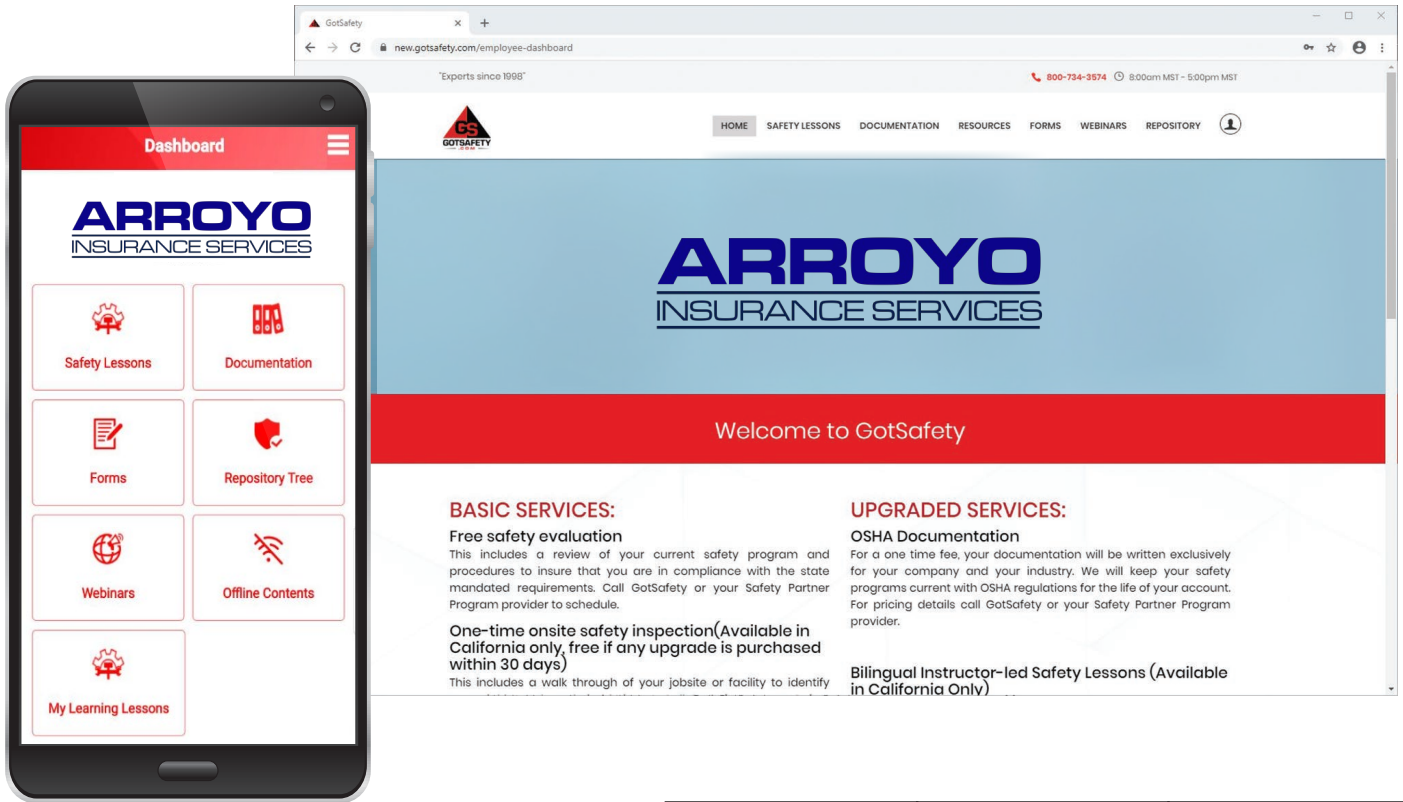 GotSafety
new.gotsafety.com/employee-dashboard
"Experts since 1998"
800-734-3574
8:00am MST - 5:00pm MST
GS
GOTSAFETY
.COM
HOME
SAFETY LESSONS
DOCUMENTATION
RESOURCES
FORMS
WEBINARS
REPOSITORY
ARROYO
INSURANCE SERVICES
Welcome to GotSafety
BASIC SERVICES:
Free safety evaluation
This includes a review of your current safety program and
procedures to insure that you are in compliance with the state
mandated requirements. Call GotSafety or your Safety Partner
Program provider to schedule.
One-time onsite safety inspection(Available in
California only, free if any upgrade is purchased
within 30 days)
This includes a walk through of your jobsite or facility to identify
UPGRADED SERVICES:
OSHA Documentation
For a one time fee, your documentation will be written exclusively
for your company and your industry. We will keep your safety
programs current with OSHA regulations for the life of your account.
For pricing details call GotSafety or your Safety Partner Program
provider.
Bilingual Instructor-led Safety Lessons (Available
in California Only)
Dashboard
ARROYO
INSURANCE SERVICES
Safety Lessons
Documentation
Forms
Repository Tree
Webinars
Offline Contents
My Learning Lessons